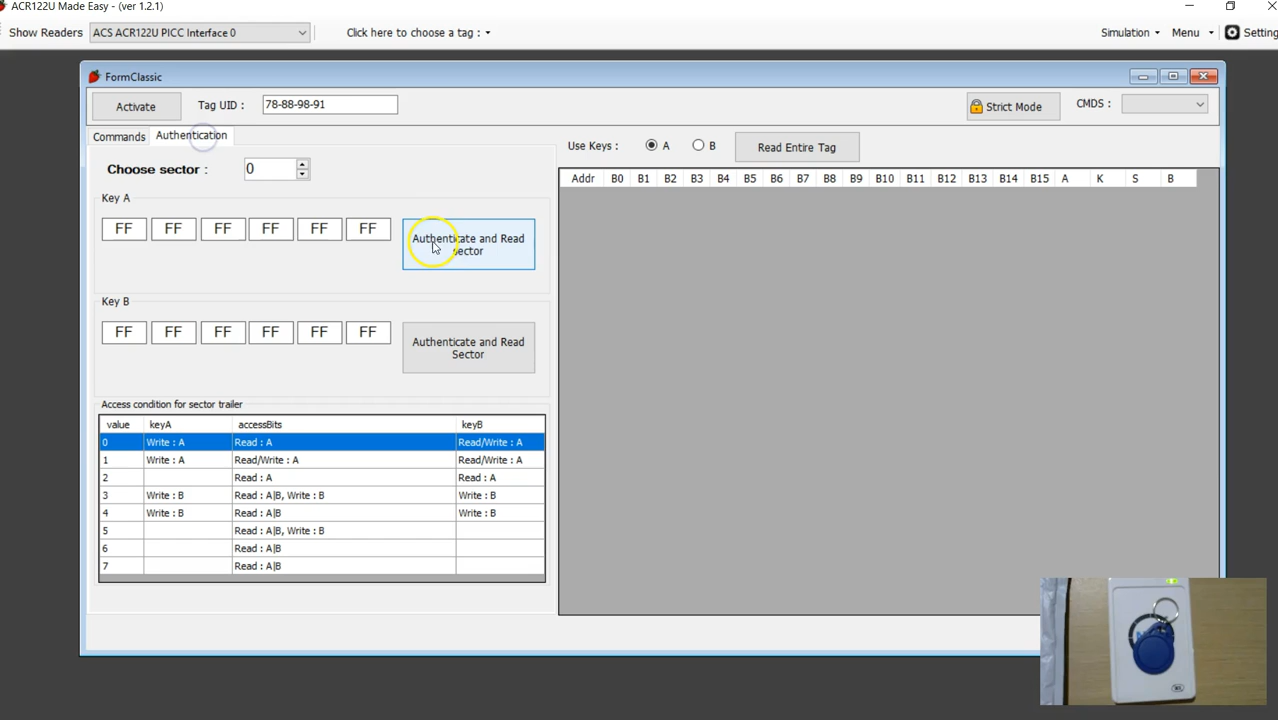 ACR122U Made Easy - (ver 1.2.1)
Show Readers ACS ACR122U PICC Interface 0 Click here to choose a tag : Simulation Menu Setting
FormClassic
Activate Tag UID : 78-88-98-91 Strict Mode CMDS :
Commands Authentication
Use Keys : A B Read Entire Tag
Choose sector : 0
Addr B0 B1 B2 B3 B4 B5 B6 B7 B8 B9 B10 B11 B12 B13 B14 B15 A K S B
Key A
FF FF FF FF FF FF
Authenticate and Read
sector
Key B
FF FF FF FF FF FF
Authenticate and Read
Sector
Access condition for sector trailer
value keyA accessBits keyB
0 Write : A Read : A Read/Write : A
1 Write : A Read/Write : A Read/Write : A
2 Read : A Read : A
3 Write : B Read : A|B, Write : B Write : B
4 Write : B Read : A|B Write : B
5 Read : A|B, Write : B
6 Read : A|B
7 Read : A|B